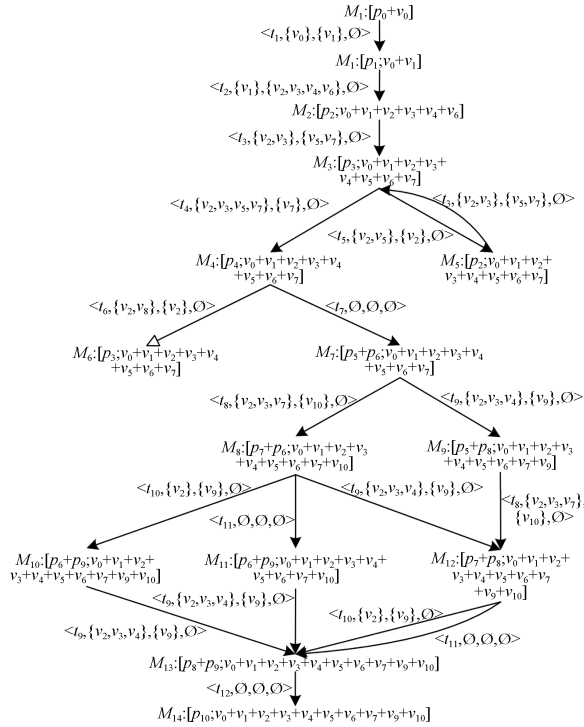 M₁:[p₀+v₀]
<t₁,{v₀},{v₁},Ø>
M₁:[p₁;v₀+v₁]
<t₂,{v₁},{v₂,v₃,v₄,v₆},Ø>
M₂:[p₂;v₀+v₁+v₂+v₃+v₄+v₆]
<t₃,{v₂,v₃},{v₅,v₇},Ø>
M₃:[p₃;v₀+v₁+v₂+v₃+
v₄+v₅+v₆+v₇]
<t₄,{v₂,v₃,v₅,v₇},{v₇},Ø>
<t₃,{v₂,v₃},{v₅,v₇},Ø>
<t₅,{v₂,v₅},{v₂},Ø>
M₄:[p₄;v₀+v₁+v₂+v₃+v₄
+v₅+v₆+v₇]
M₅:[p₂;v₀+v₁+v₂+
v₃+v₄+v₅+v₆+v₇]
<t₆,{v₂,v₈},{v₂},Ø>
<t₇,Ø,Ø,Ø>
M₆:[p₃;v₀+v₁+v₂+v₃+v₄
+v₅+v₆+v₇]
M₇:[p₅+p₆;v₀+v₁+v₂+v₃+v₄
+v₅+v₆+v₇]
<t₈,{v₂,v₃,v₇},{v₁₀},Ø>
<t₉,{v₂,v₃,v₄},{v₉},Ø>
M₈:[p₇+p₆;v₀+v₁+v₂+v₃
+v₄+v₅+v₆+v₇+v₁₀]
M₉:[p₅+p₈;v₀+v₁+v₂+v₃
+v₄+v₅+v₆+v₇+v₉]
<t₁₀,{v₂},{v₉},Ø>
<t₉,{v₂,v₃,v₄},{v₉},Ø>
<t₈,{v₂,v₃,v₇},
{v₁₀},Ø>
<t₁₁,Ø,Ø,Ø>
M₁₀:[p₆+p₉;v₀+v₁+v₂+
v₃+v₄+v₅+v₆+v₇+v₉+v₁₀]
M₁₁:[p₆+p₉;v₀+v₁+v₂+v₃+v₄+
v₅+v₆+v₇+v₁₀]
M₁₂:[p₇+p₈;v₀+v₁+v₂+
v₃+v₄+v₅+v₆+v₇
+v₉+v₁₀]
<t₉,{v₂,v₃,v₄},{v₉},Ø>
<t₉,{v₂,v₃,v₄},{v₉},Ø>
<t₁₀,{v₂},{v₉},Ø>
<t₁₁,Ø,Ø,Ø>
M₁₃:[p₈+p₉;v₀+v₁+v₂+v₃+v₄+v₅+v₆+v₇+v₉+v₁₀]
<t₁₂,Ø,Ø,Ø>
M₁₄:[p₁₀;v₀+v₁+v₂+v₃+v₄+v₅+v₆+v₇+v₉+v₁₀]